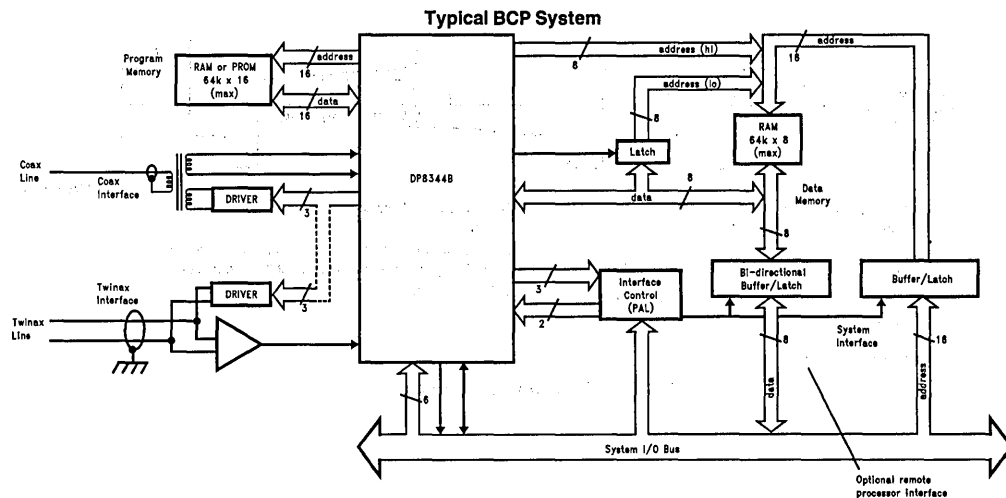 Typical BCP System
Program
Memory
RAM or PROM
64k x 16
(max)
address
16
data
16
8
address (hi)
address (lo)
8
address
16
RAM
64k x 8
(max)
Latch
data
8
Data
Memory
8
Coax
Line
Coax
Interface
DRIVER
3
DP8344B
Twinax
Interface
DRIVER
3
Twinax
Line
3
2
Interface
Control
(PAL)
Bi-directional
Buffer/Latch
Buffer/Latch
System
Interface
8
data
16
address
6
System I/O Bus
Optional remote
processor interface